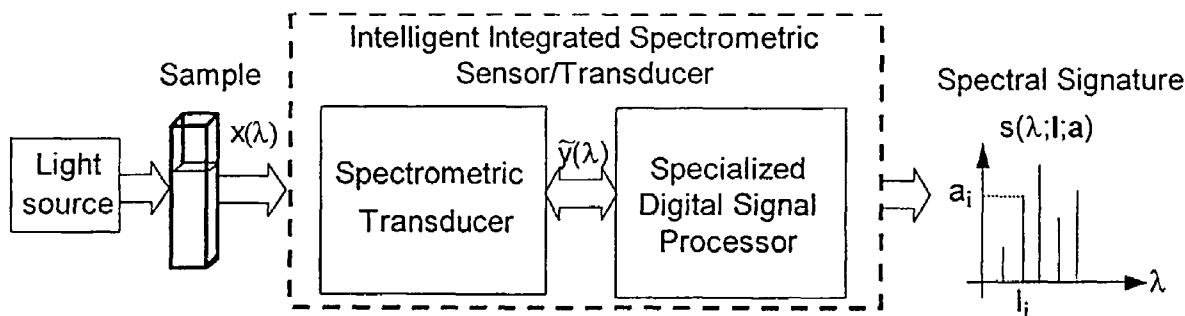 Intelligent Integrated Spectrometric
Sensor/Transducer
Sample
Spectral Signature
x(λ)
s(λ;l;a)
Light
source
Spectrometric
Transducer
ỹ(λ)
Specialized
Digital Signal
Processor
aᵢ
λ
lᵢ